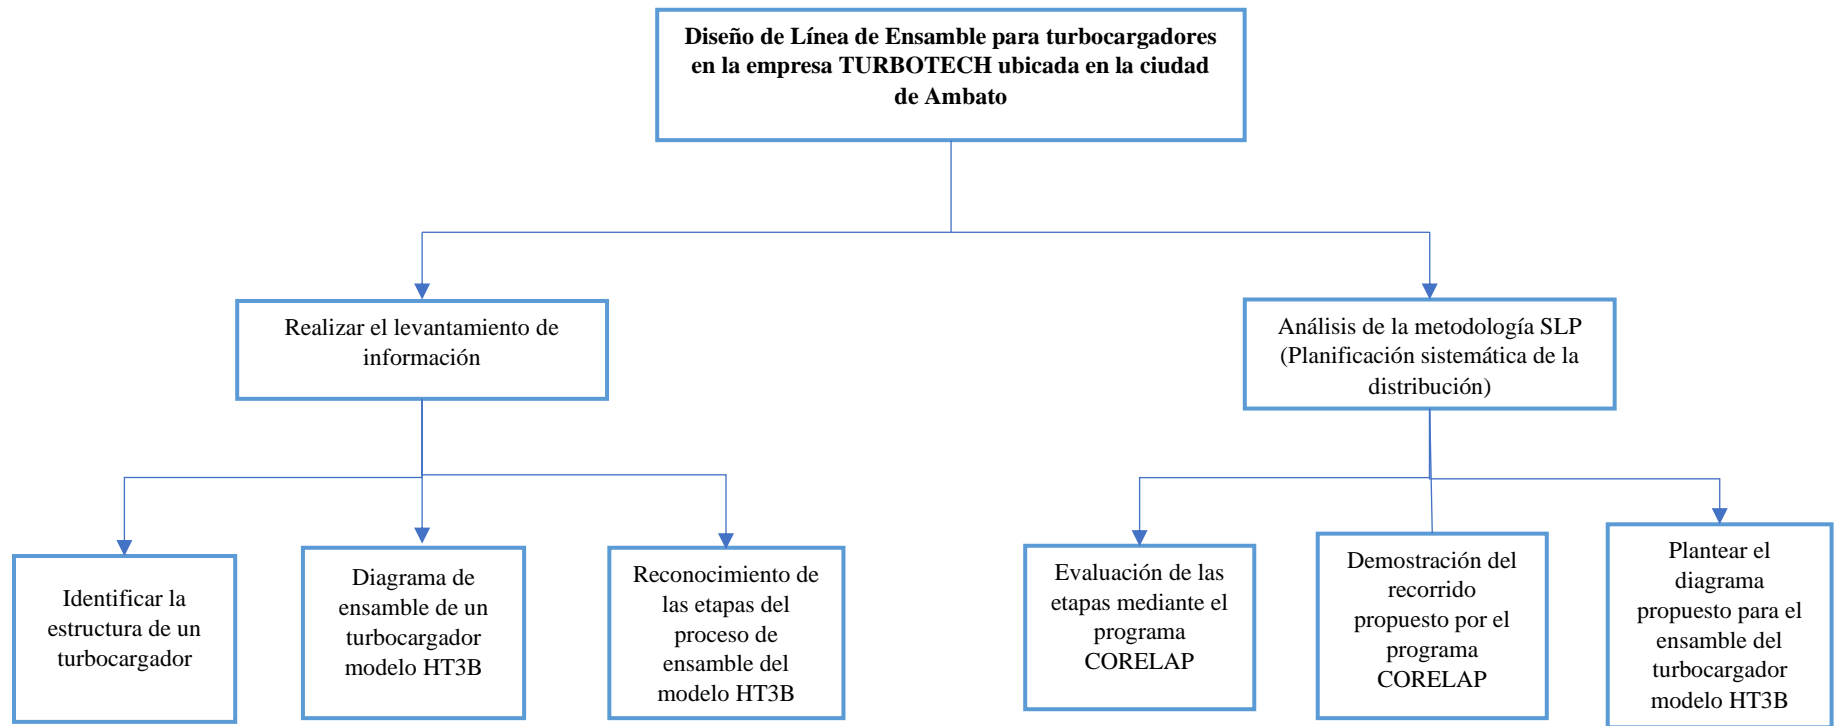 Diseño de Línea de Ensamble para turbocargadores
en la empresa TURBOTECH ubicada en la ciudad
de Ambato
Realizar el levantamiento de
información
Análisis de la metodología SLP
(Planificación sistemática de la
distribución)
Identificar la
estructura de un
turbocargador
Diagrama de
ensamble de un
turbocargador
modelo HT3B
Reconocimiento de
las etapas del
proceso de
ensamble del
modelo HT3B
Evaluación de las
etapas mediante el
programa
CORELAP
Demostración del
recorrido
propuesto por el
programa
CORELAP
Plantear el
diagrama
propuesto para el
ensamble del
turbocargador
modelo HT3B